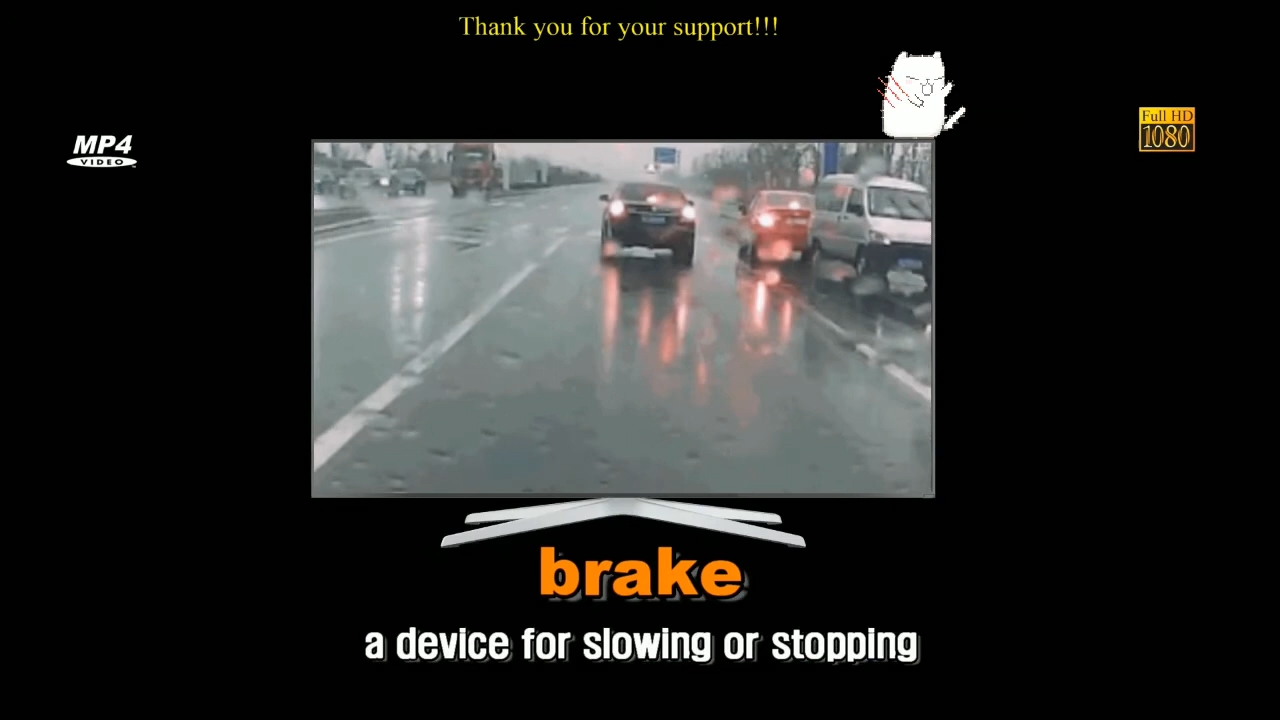 Thank you for your support!!!
MP4
VIDEO
Full HD
1080
brake
a device for slowing or stopping